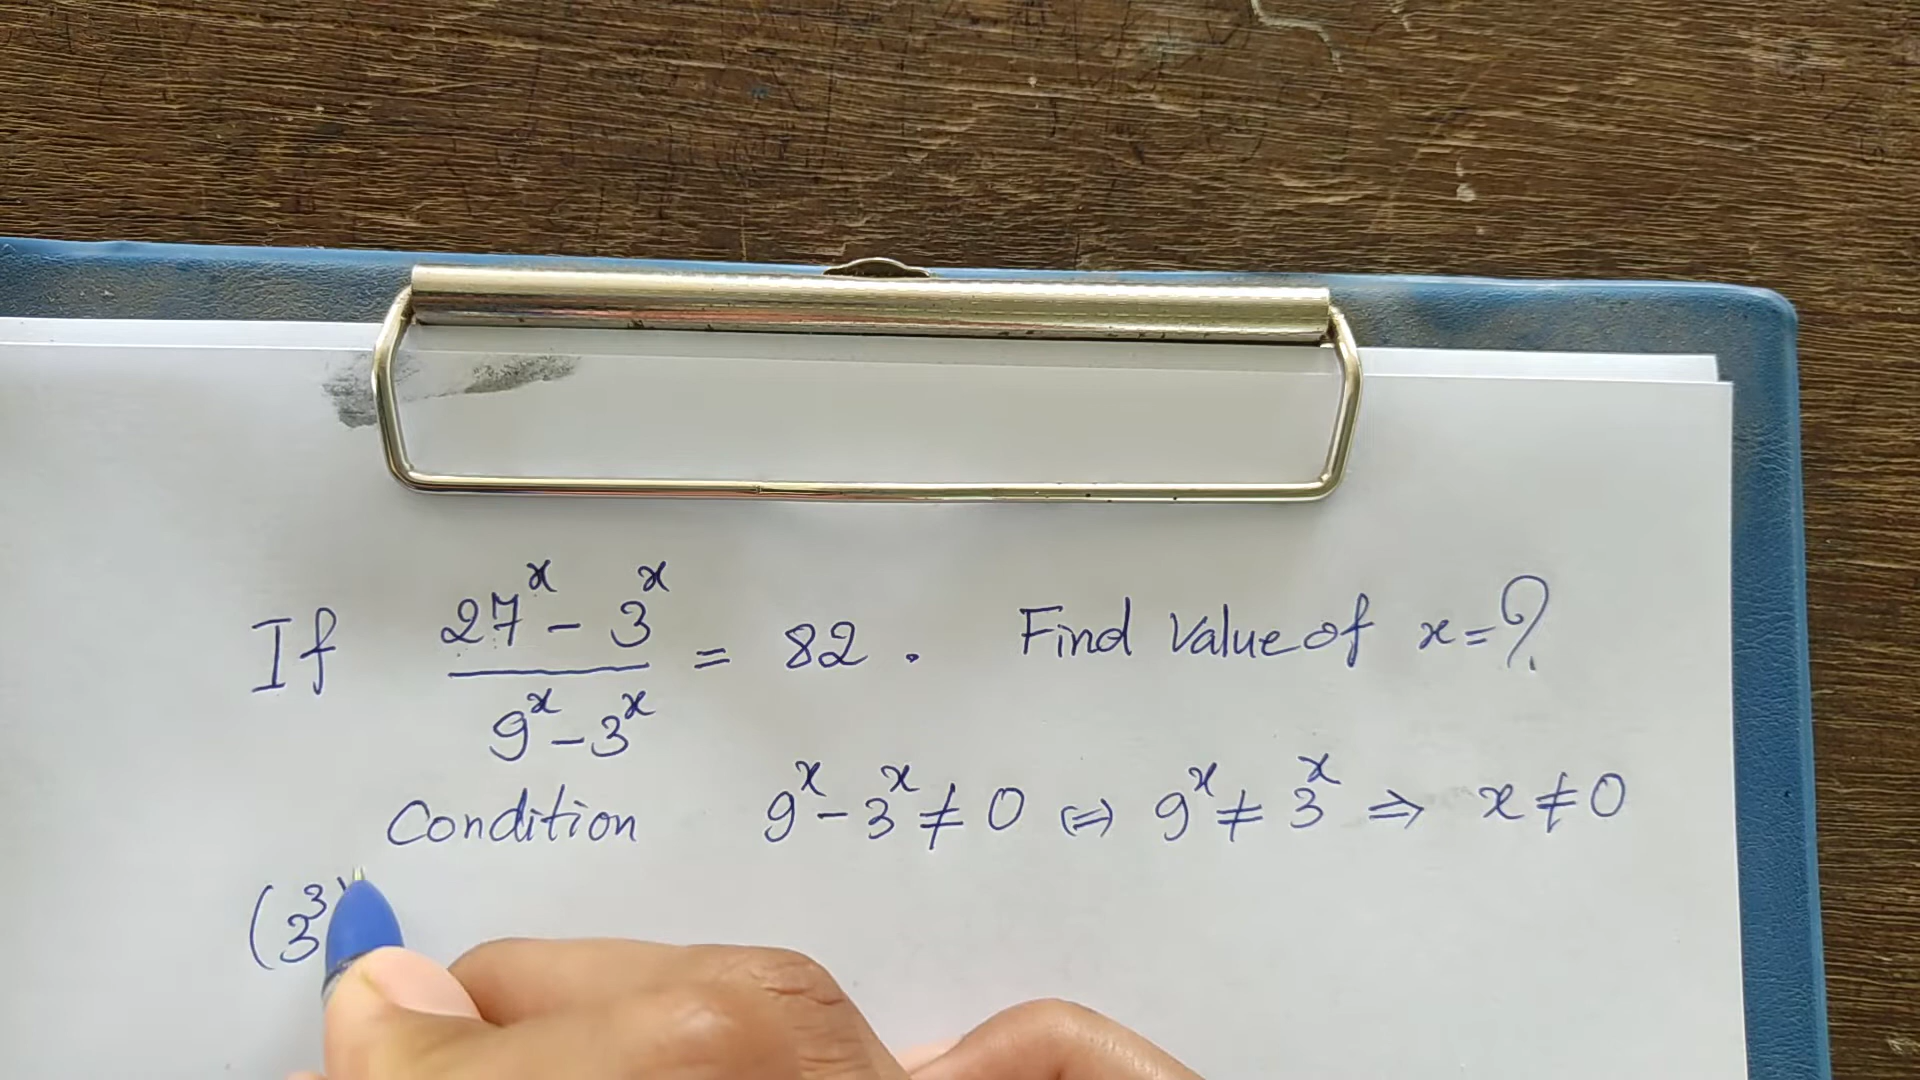 If (27^x - 3^x)/(9^x - 3^x) = 82 . Find Value of x = ?
Condition 9^x - 3^x ≠ 0 ⇔ 9^x ≠ 3^x ⇒ x ≠ 0
(3^3)